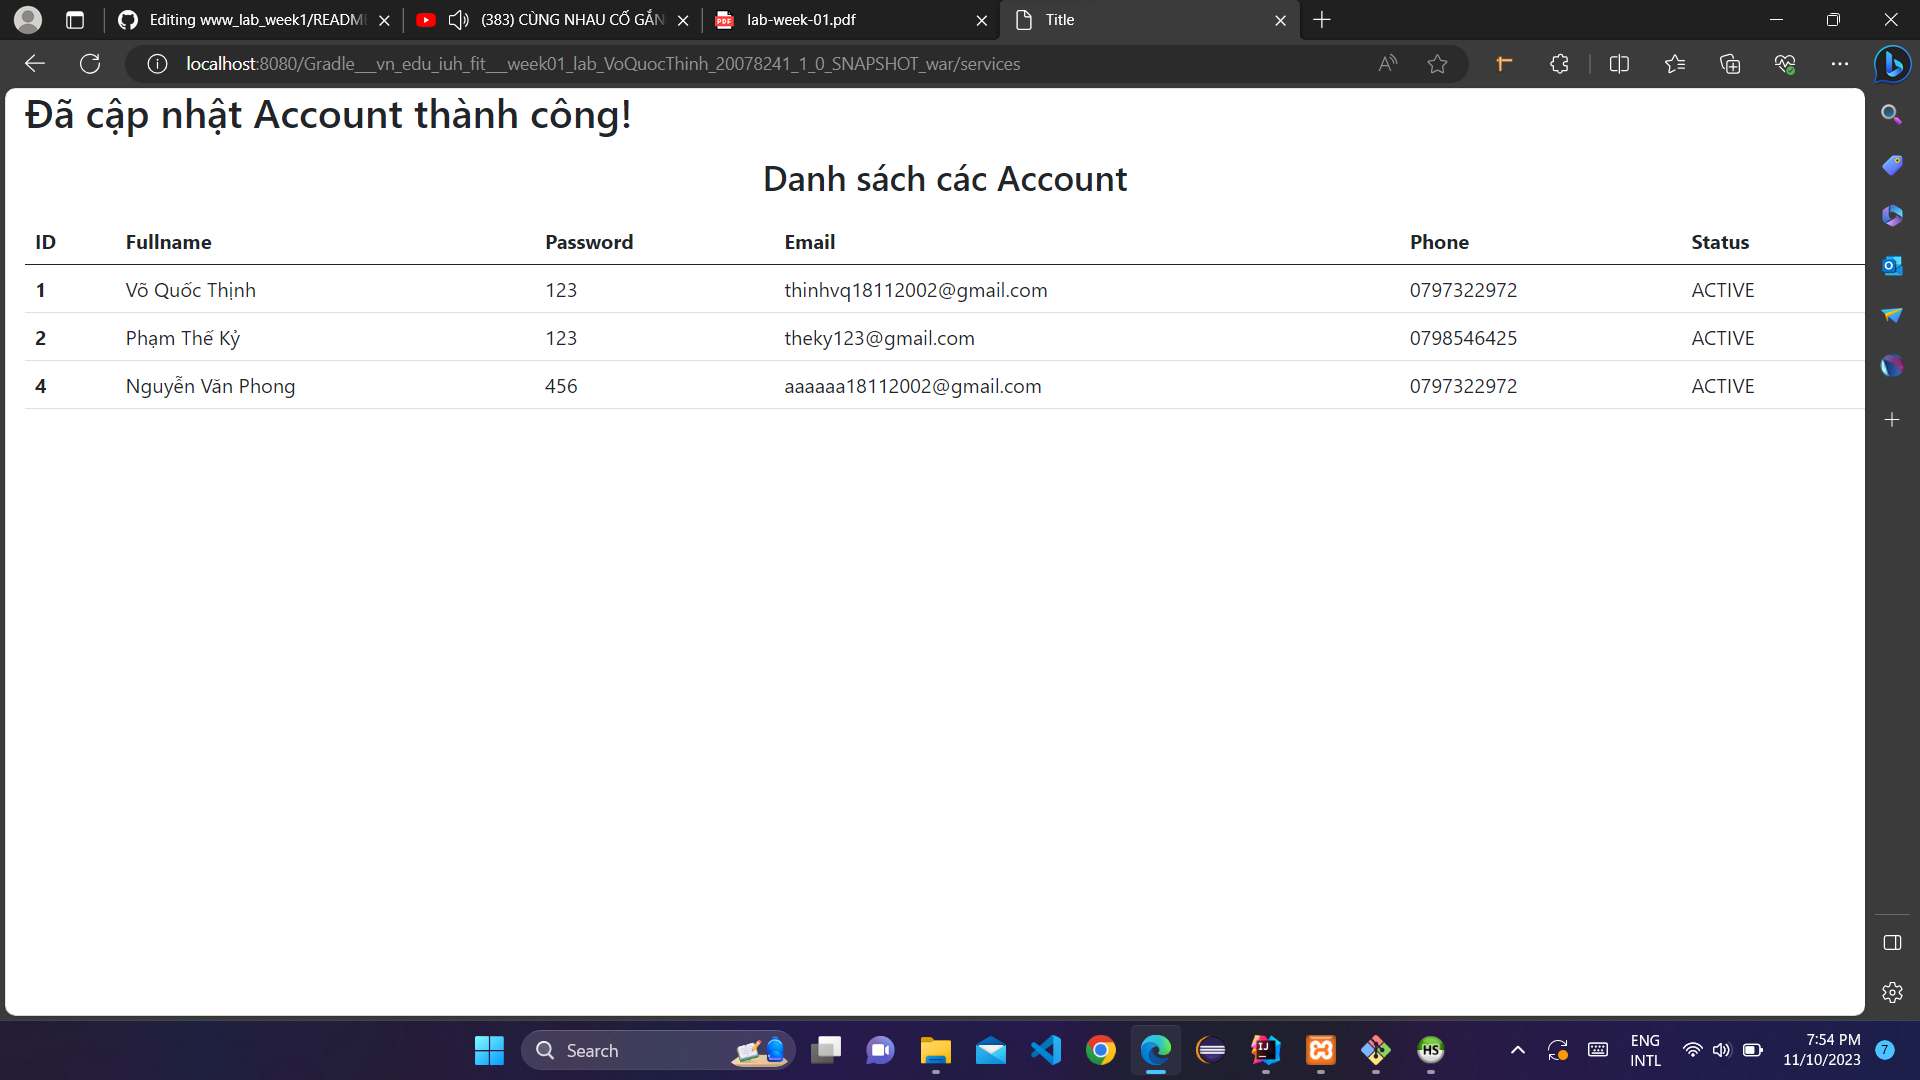 Editing www_lab_week1/README
(383) CÙNG NHAU CỐ GẮN
lab-week-01.pdf
Title
localhost:8080/Gradle___vn_edu_iuh_fit___week01_lab_VoQuocThinh_20078241_1_0_SNAPSHOT_war/services
Đã cập nhật Account thành công!
Danh sách các Account
ID Fullname Password Email Phone Status
1 Võ Quốc Thịnh 123 thinhvq18112002@gmail.com 0797322972 ACTIVE
2 Phạm Thế Kỷ 123 theky123@gmail.com 0798546425 ACTIVE
4 Nguyễn Văn Phong 456 aaaaaa18112002@gmail.com 0797322972 ACTIVE
Search
ENG
INTL
7:54 PM
11/10/2023
7